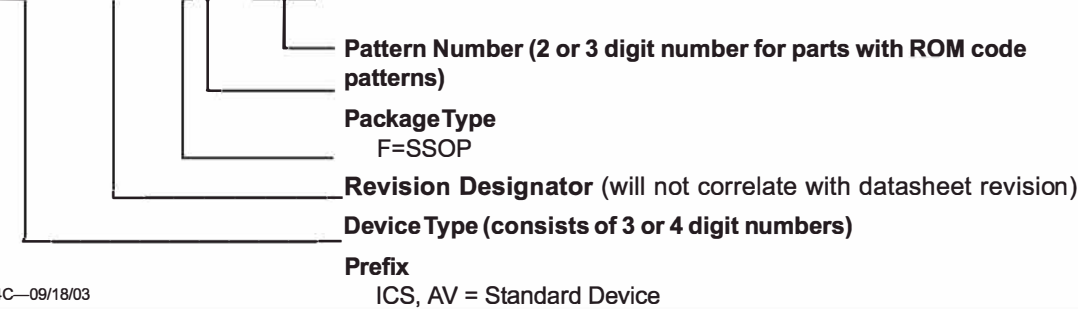 Pattern Number (2 or 3 digit number for parts with ROM code
patterns)
Package Type
F=SSOP
Revision Designator (will not correlate with datasheet revision)
Device Type (consists of 3 or 4 digit numbers)
Prefix
ICS, AV = Standard Device
C—09/18/03